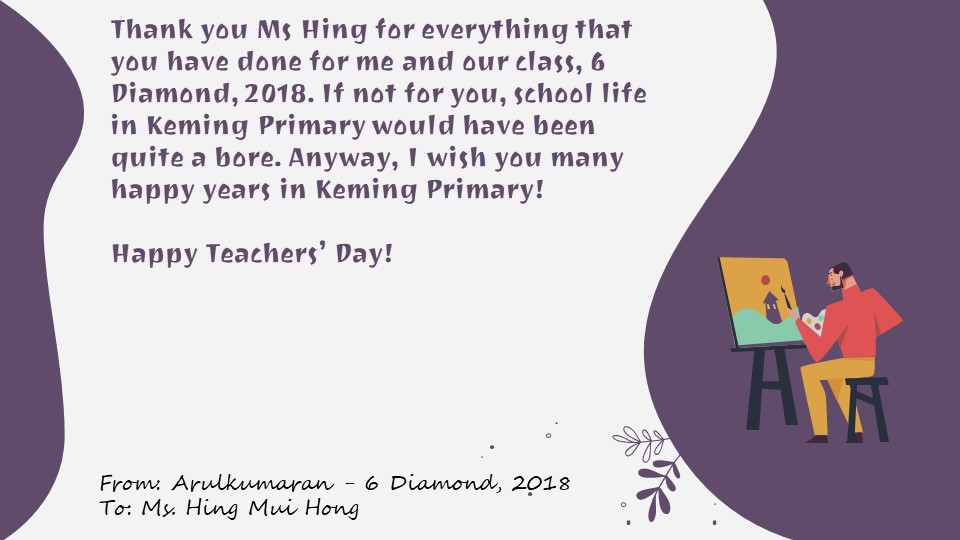 Thank you Ms Hing for everything that
you have done for me and our class, 6
Diamond, 2018. If not for you, school life
in Keming Primary would have been
quite a bore. Anyway, I wish you many
happy years in Keming Primary!
Happy Teachers’ Day!
From: Arulkumaran - 6 Diamond, 2018
To: Ms. Hing Mui Hong